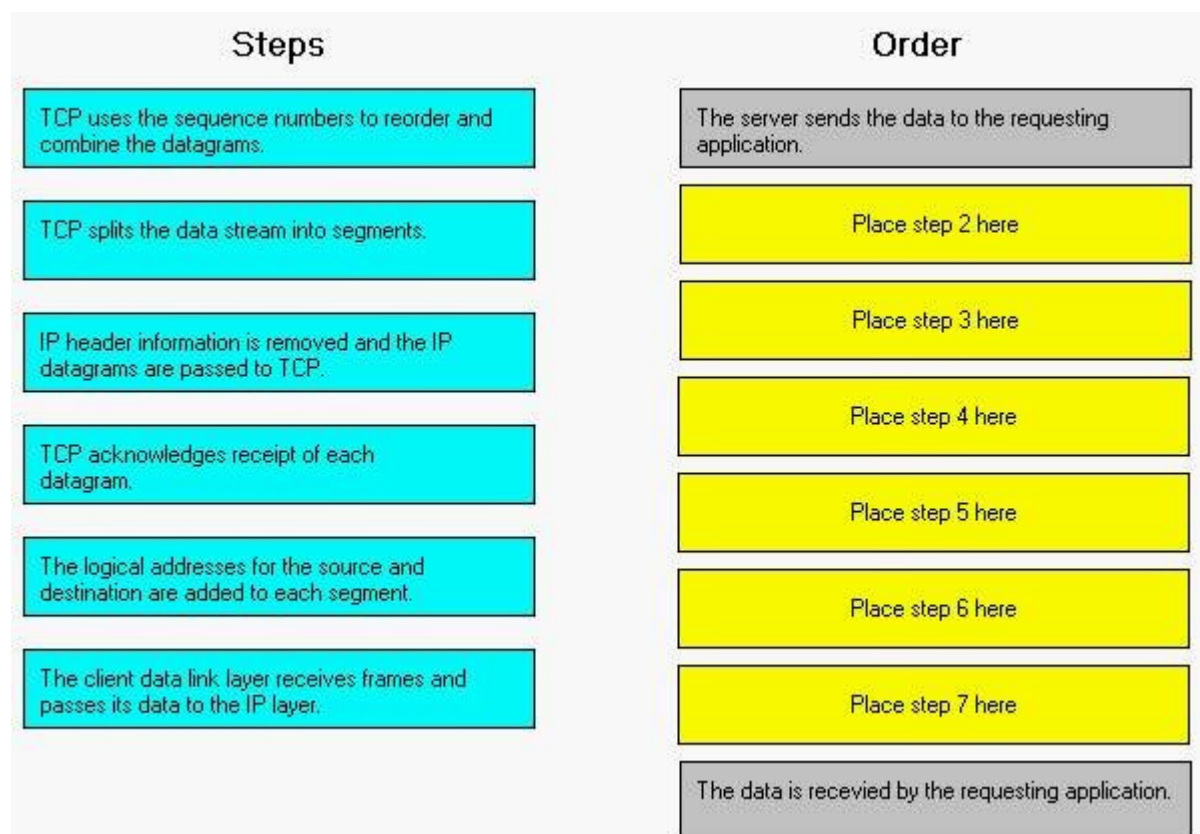 Steps
TCP uses the sequence numbers to reorder and
combine the datagrams.
TCP splits the data stream into segments.
IP header information is removed and the IP
datagrams are passed to TCP.
TCP acknowledges receipt of each
datagram.
The logical addresses for the source and
destination are added to each segment.
The client data link layer receives frames and
passes its data to the IP layer.
Order
The server sends the data to the requesting
application.
Place step 2 here
Place step 3 here
Place step 4 here
Place step 5 here
Place step 6 here
Place step 7 here
The data is recevied by the requesting application.